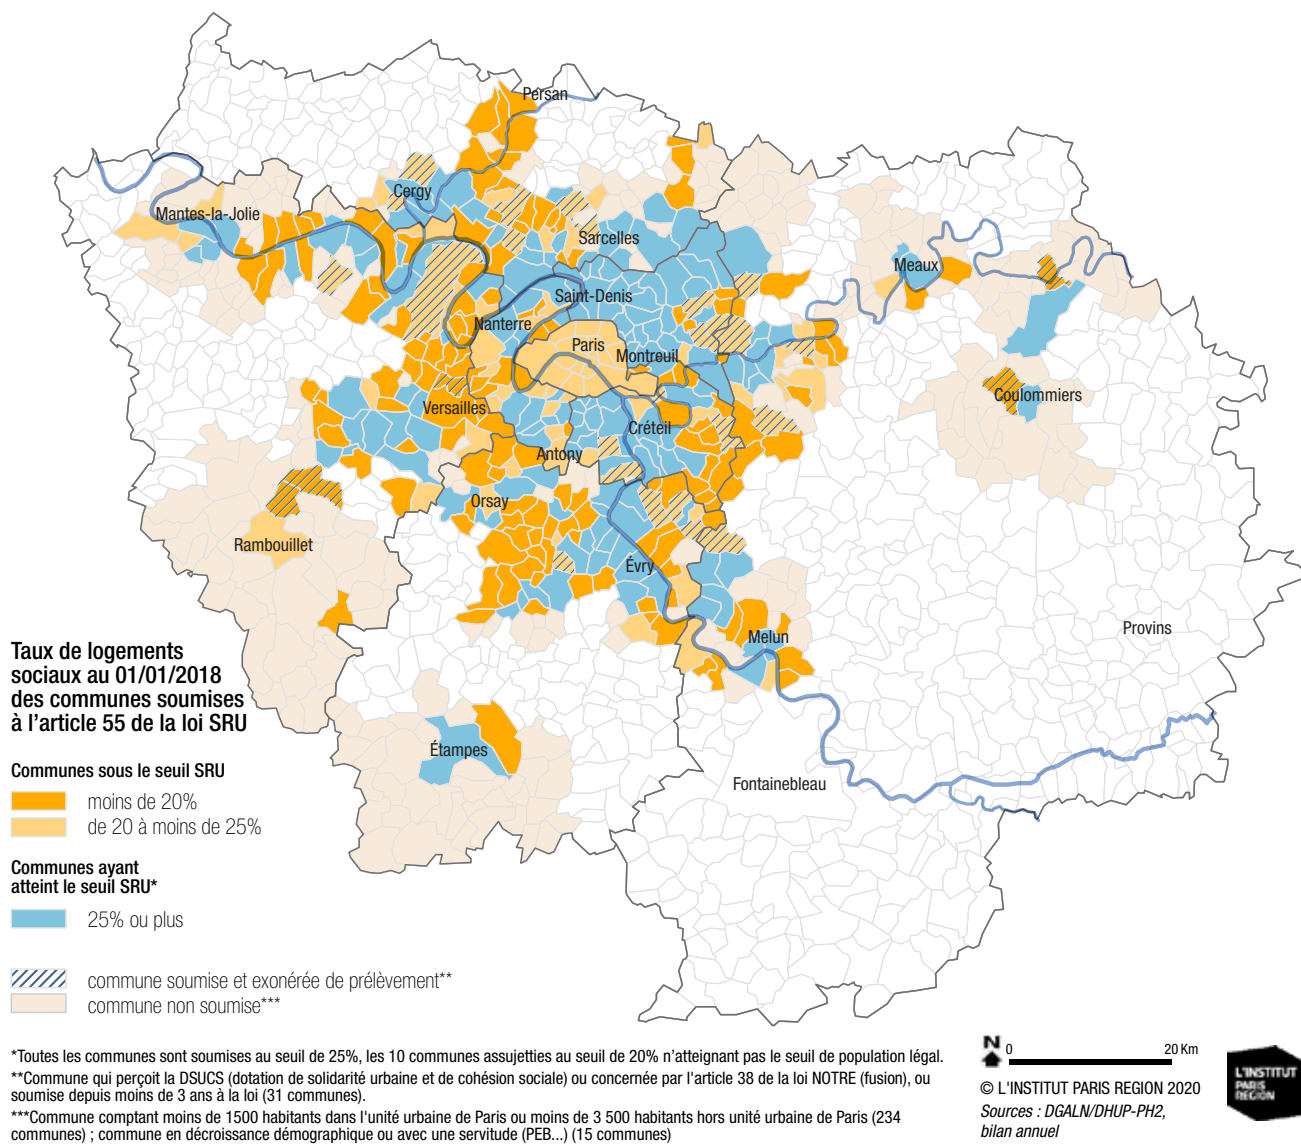 Persan
Cergy
Mantes-la-Jolie
Sarcelles
Meaux
Saint-Denis
Nanterre
Paris
Montreuil
Coulommiers
Versailles
Créteil
Antony
Orsay
Rambouillet
Évry
Provins
Melun
Étampes
Fontainebleau
Taux de logements
sociaux au 01/01/2018
des communes soumises
à l'article 55 de la loi SRU
Communes sous le seuil SRU
moins de 20%
de 20 à moins de 25%
Communes ayant
atteint le seuil SRU*
25% ou plus
commune soumise et exonérée de prélèvement**
commune non soumise***
*Toutes les communes sont soumises au seuil de 25%, les 10 communes assujetties au seuil de 20% n'atteignant pas le seuil de population légal.
**Commune qui perçoit la DSUCS (dotation de solidarité urbaine et de cohésion sociale) ou concernée par l'article 38 de la loi NOTRE (fusion), ou
soumise depuis moins de 3 ans à la loi (31 communes).
***Commune comptant moins de 1500 habitants dans l'unité urbaine de Paris ou moins de 3 500 habitants hors unité urbaine de Paris (234
communes) ; commune en décroissance démographique ou avec une servitude (PEB...) (15 communes)
N
0 20 Km
© L'INSTITUT PARIS REGION 2020
Sources : DGALN/DHUP-PH2,
bilan annuel
L'INSTITUT
PARIS
REGION